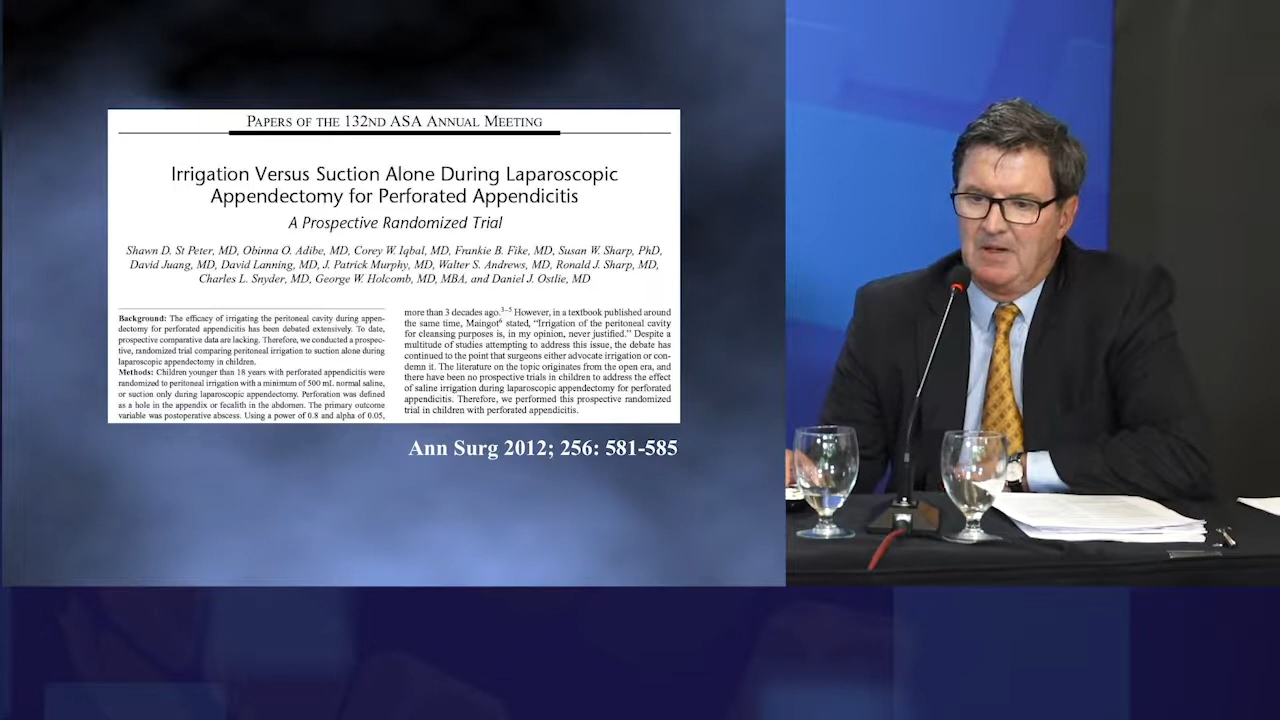 PAPERS OF THE 132ND ASA ANNUAL MEETING
Irrigation Versus Suction Alone During Laparoscopic
Appendectomy for Perforated Appendicitis
A Prospective Randomized Trial
Shawn D. St Peter, MD, Obinna O. Adibe, MD, Corey W. Iqbal, MD, Frankie B. Fike, MD, Susan W. Sharp, PhD,
David Juang, MD, David Lanning, MD, J. Patrick Murphy, MD, Walter S. Andrews, MD, Ronald J. Sharp, MD,
Charles L. Snyder, MD, George W. Holcomb, MD, MBA, and Daniel J. Ostlie, MD
Background: The efficacy of irrigating the peritoneal cavity during appen-
dectomy for perforated appendicitis has been debated extensively. To date,
prospective comparative data are lacking. Therefore, we conducted a prospec-
tive, randomized trial comparing peritoneal irrigation to suction alone during
laparoscopic appendectomy in children.
Methods: Children younger than 18 years with perforated appendicitis were
randomized to peritoneal irrigation with a minimum of 500 mL normal saline,
or suction only during laparoscopic appendectomy. Perforation was defined
as a hole in the appendix or fecalith in the abdomen. The primary outcome
variable was postoperative abscess. Using a power of 0.8 and alpha of 0.05,
more than 3 decades ago.3–5 However, in a textbook published around
the same time, Maingot6 stated, “Irrigation of the peritoneal cavity
for cleansing purposes is, in my opinion, never justified.” Despite a
multitude of studies attempting to address this issue, the debate has
continued to the point that surgeons either advocate irrigation or con-
demn it. The literature on the topic originates from the open era, and
there have been no prospective trials in children to address the effect
of saline irrigation during laparoscopic appendectomy for perforated
appendicitis. Therefore, we performed this prospective randomized
trial in children with perforated appendicitis.
Ann Surg 2012; 256: 581-585